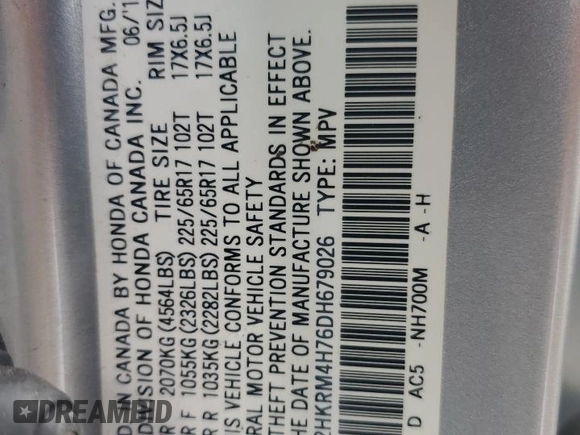 D IN CANADA BY HONDA OF CANADA MFG.
DIVISION OF HONDA CANADA INC. 06/1
R 2070KG (4564LBS) TIRE SIZE RIM SIZ
R F 1055KG (2326LBS) 225/65R17 102T 17X6.5J
R R 1035KG (2282LBS) 225/65R17 102T 17X6.5J
IS VEHICLE CONFORMS TO ALL APPLICABLE
RAL MOTOR VEHICLE SAFETY
THEFT PREVENTION STANDARDS IN EFFECT
THE DATE OF MANUFACTURE SHOWN ABOVE.
2HKRM4H76DH679026 TYPE: MPV
D AC5 -NH700M -A -H
DREAMBID